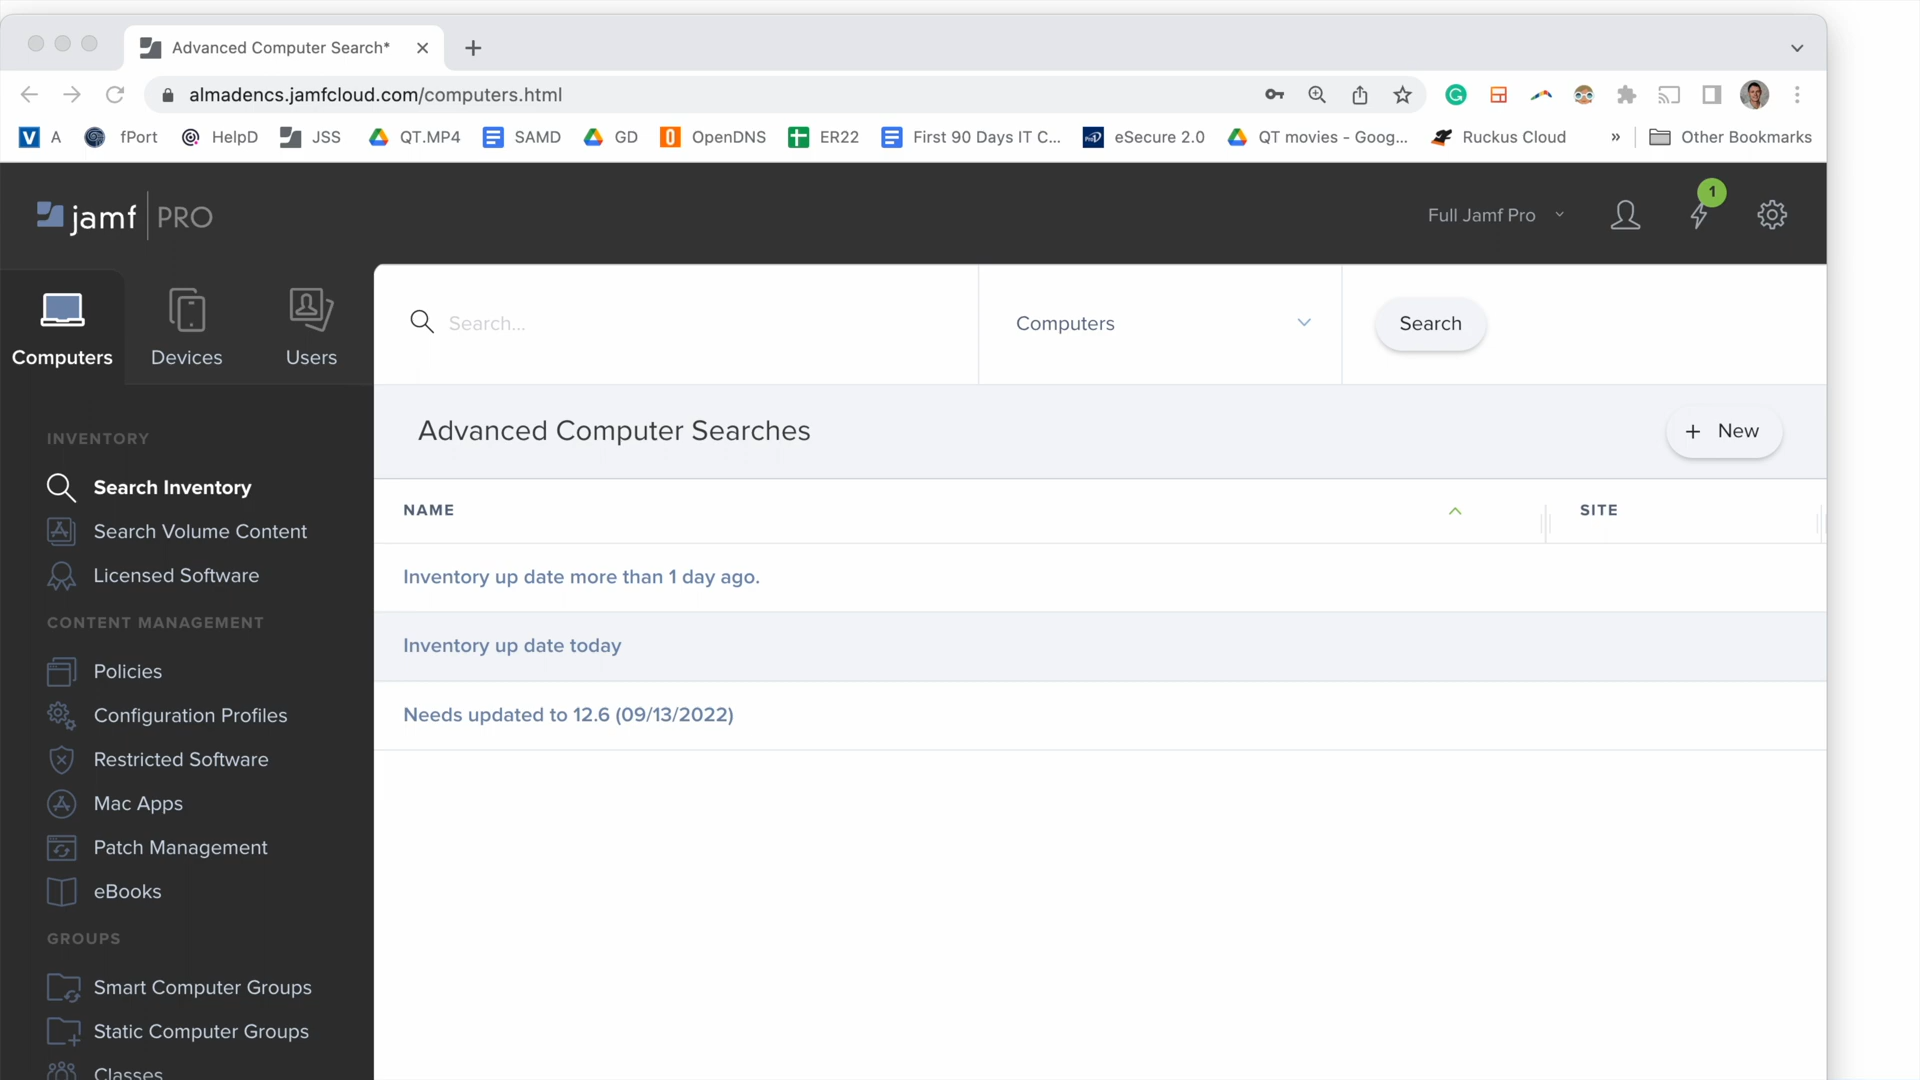 Advanced Computer Search*
almadencs.jamfcloud.com/computers.html
A fPort HelpD JSS QT.MP4 SAMD GD OpenDNS ER22 First 90 Days IT C... eSecure 2.0 QT movies - Goog... Ruckus Cloud » Other Bookmarks
jamf PRO
Full Jamf Pro
1
Computers Devices Users
Search...
Computers
Search
Advanced Computer Searches
+ New
NAME
SITE
Inventory up date more than 1 day ago.
Inventory up date today
Needs updated to 12.6 (09/13/2022)
INVENTORY
Search Inventory
Search Volume Content
Licensed Software
CONTENT MANAGEMENT
Policies
Configuration Profiles
Restricted Software
Mac Apps
Patch Management
eBooks
GROUPS
Smart Computer Groups
Static Computer Groups
Classes